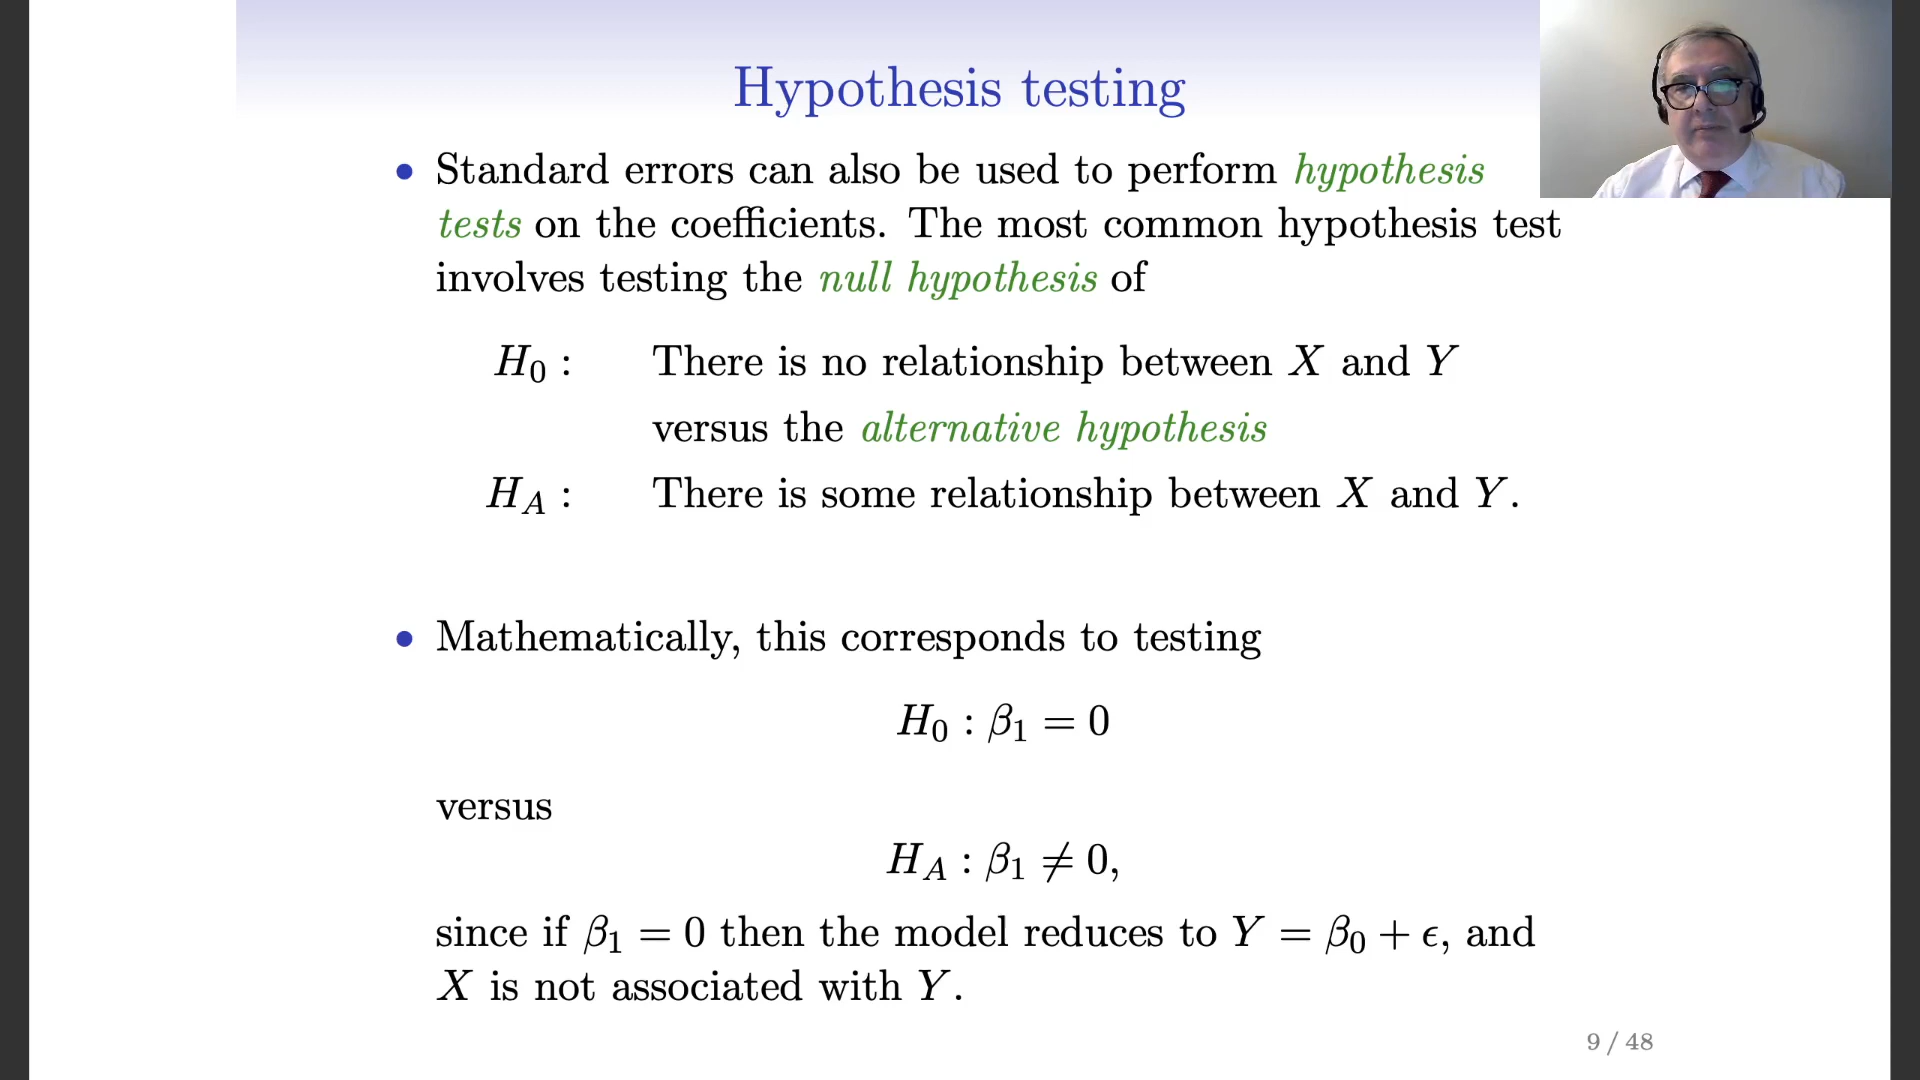 Hypothesis testing
• Standard errors can also be used to perform hypothesis
tests on the coefficients. The most common hypothesis test
involves testing the null hypothesis of
H₀ : There is no relationship between X and Y
versus the alternative hypothesis
H_A : There is some relationship between X and Y.
• Mathematically, this corresponds to testing
H₀ : β₁ = 0
versus
H_A : β₁ ≠ 0,
since if β₁ = 0 then the model reduces to Y = β₀ + ϵ, and
X is not associated with Y.
9 / 48